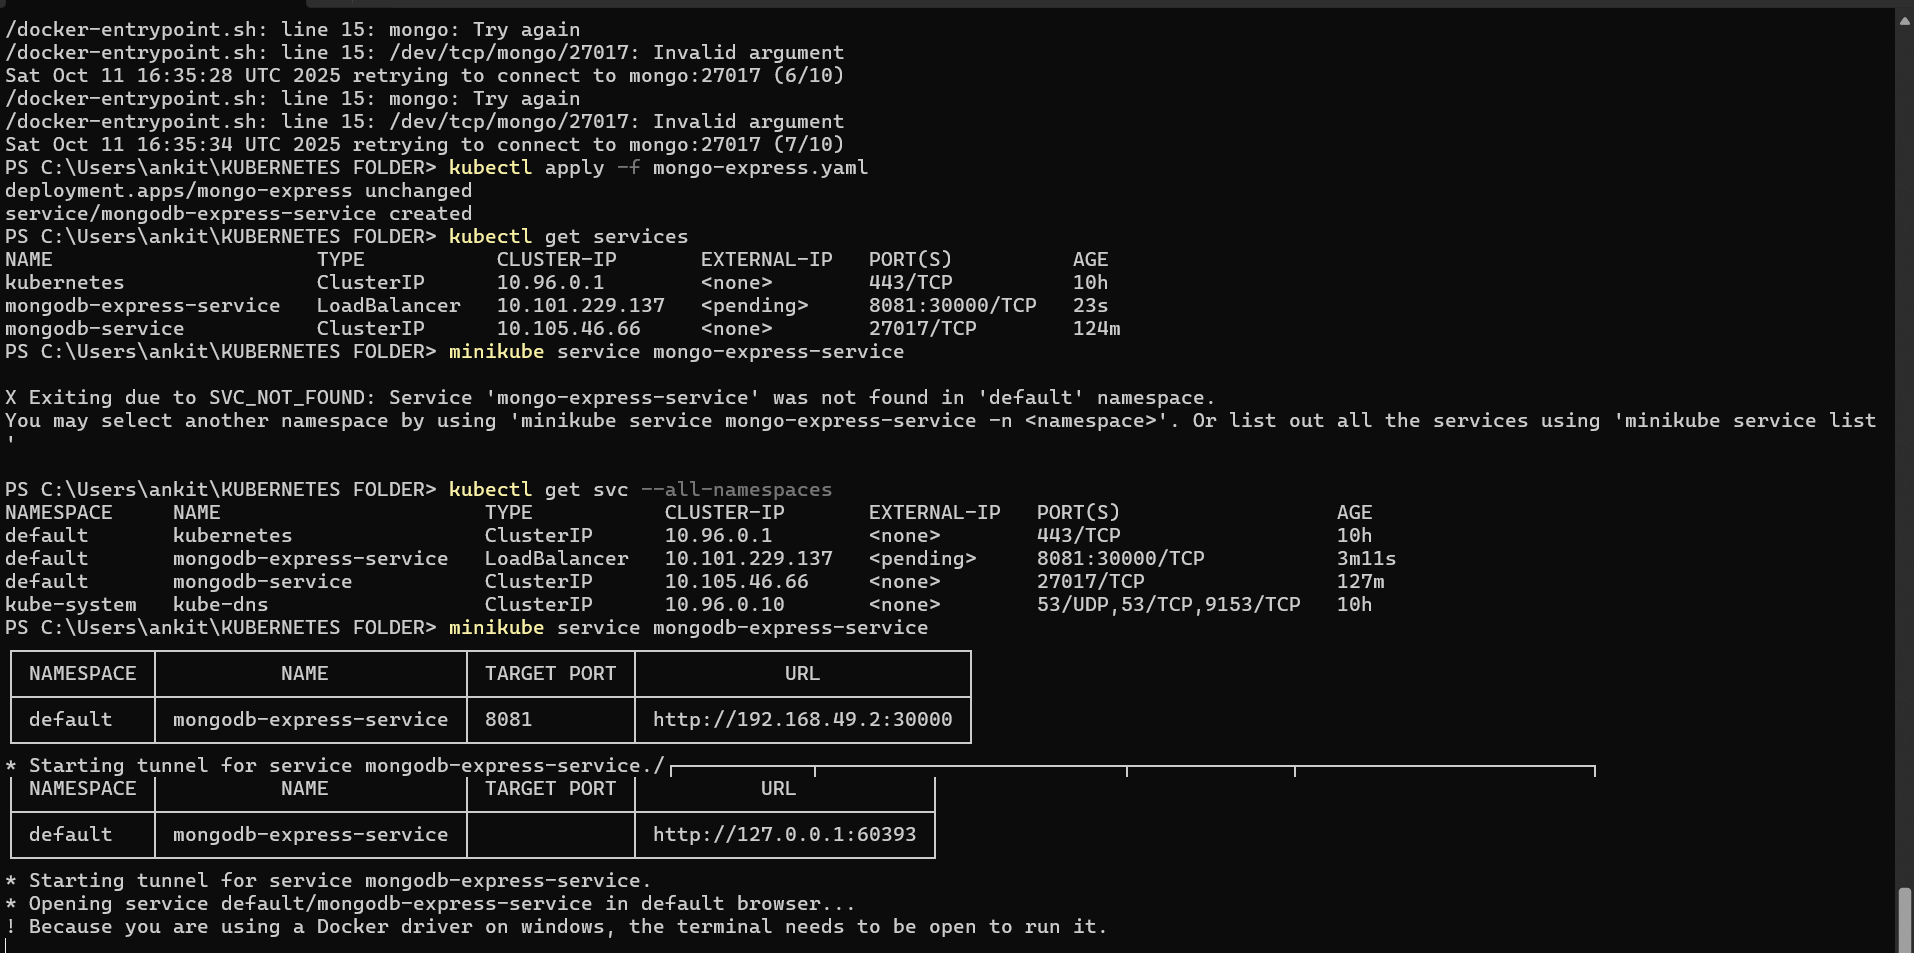 /docker-entrypoint.sh: line 15: mongo: Try again
/docker-entrypoint.sh: line 15: /dev/tcp/mongo/27017: Invalid argument
Sat Oct 11 16:35:28 UTC 2025 retrying to connect to mongo:27017 (6/10)
/docker-entrypoint.sh: line 15: mongo: Try again
/docker-entrypoint.sh: line 15: /dev/tcp/mongo/27017: Invalid argument
Sat Oct 11 16:35:34 UTC 2025 retrying to connect to mongo:27017 (7/10)
PS C:\Users\ankit\KUBERNETES FOLDER> kubectl apply -f mongo-express.yaml
deployment.apps/mongo-express unchanged
service/mongodb-express-service created
PS C:\Users\ankit\KUBERNETES FOLDER> kubectl get services
NAME                      TYPE           CLUSTER-IP       EXTERNAL-IP   PORT(S)          AGE
kubernetes                ClusterIP      10.96.0.1        <none>        443/TCP          10h
mongodb-express-service   LoadBalancer   10.101.229.137   <pending>     8081:30000/TCP   23s
mongodb-service           ClusterIP      10.105.46.66     <none>        27017/TCP        124m
PS C:\Users\ankit\KUBERNETES FOLDER> minikube service mongo-express-service
X Exiting due to SVC_NOT_FOUND: Service 'mongo-express-service' was not found in 'default' namespace.
You may select another namespace by using 'minikube service mongo-express-service -n <namespace>'. Or list out all the services using 'minikube service list
'
PS C:\Users\ankit\KUBERNETES FOLDER> kubectl get svc --all-namespaces
NAMESPACE     NAME                      TYPE           CLUSTER-IP       EXTERNAL-IP   PORT(S)                  AGE
default       kubernetes                ClusterIP      10.96.0.1        <none>        443/TCP                  10h
default       mongodb-express-service   LoadBalancer   10.101.229.137   <pending>     8081:30000/TCP           3m11s
default       mongodb-service           ClusterIP      10.105.46.66     <none>        27017/TCP                127m
kube-system   kube-dns                  ClusterIP      10.96.0.10       <none>        53/UDP,53/TCP,9153/TCP   10h
PS C:\Users\ankit\KUBERNETES FOLDER> minikube service mongodb-express-service
NAMESPACE NAME TARGET PORT URL
default mongodb-express-service 8081 http://192.168.49.2:30000
* Starting tunnel for service mongodb-express-service./
NAMESPACE NAME TARGET PORT URL
default mongodb-express-service http://127.0.0.1:60393
* Starting tunnel for service mongodb-express-service.
* Opening service default/mongodb-express-service in default browser...
! Because you are using a Docker driver on windows, the terminal needs to be open to run it.